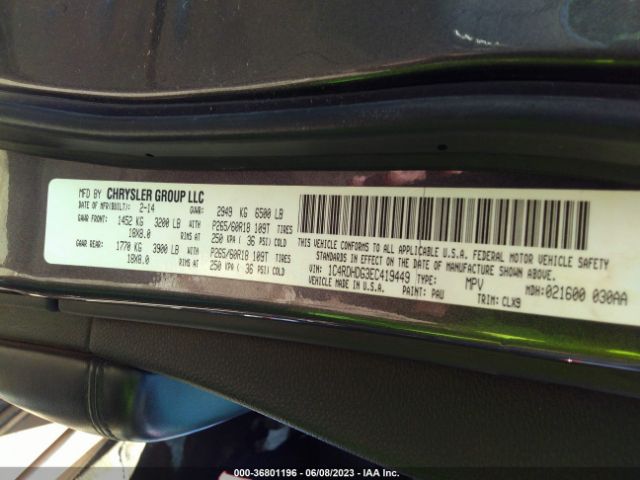 MFD BY CHRYSLER GROUP LLC
DATE OF MFR(BUILT): 2-14 GVWR: 2949 KG 6500 LB
GAWR FRONT: 1452 KG 3200 LB P265/60R18 109T TIRES
18X8.0 RIMS AT 250 KPA ( 36 PSI) COLD
GAWR REAR: 1770 KG 3900 LB P265/60R18 109T TIRES
18X8.0 RIMS AT 250 KPA ( 36 PSI) COLD
THIS VEHICLE CONFORMS TO ALL APPLICABLE U.S.A. FEDERAL MOTOR VEHICLE SAFETY
STANDARDS IN EFFECT ON THE DATE OF MANUFACTURE SHOWN ABOVE.
VIN: 1C4RDHDG3EC419449 TYPE: MPV MDH: 021600 030AA
VEHICLE MADE IN U.S.A. PAINT: PAU TRIM: CLX9
000-36801196 - 06/08/2023 - IAA Inc.